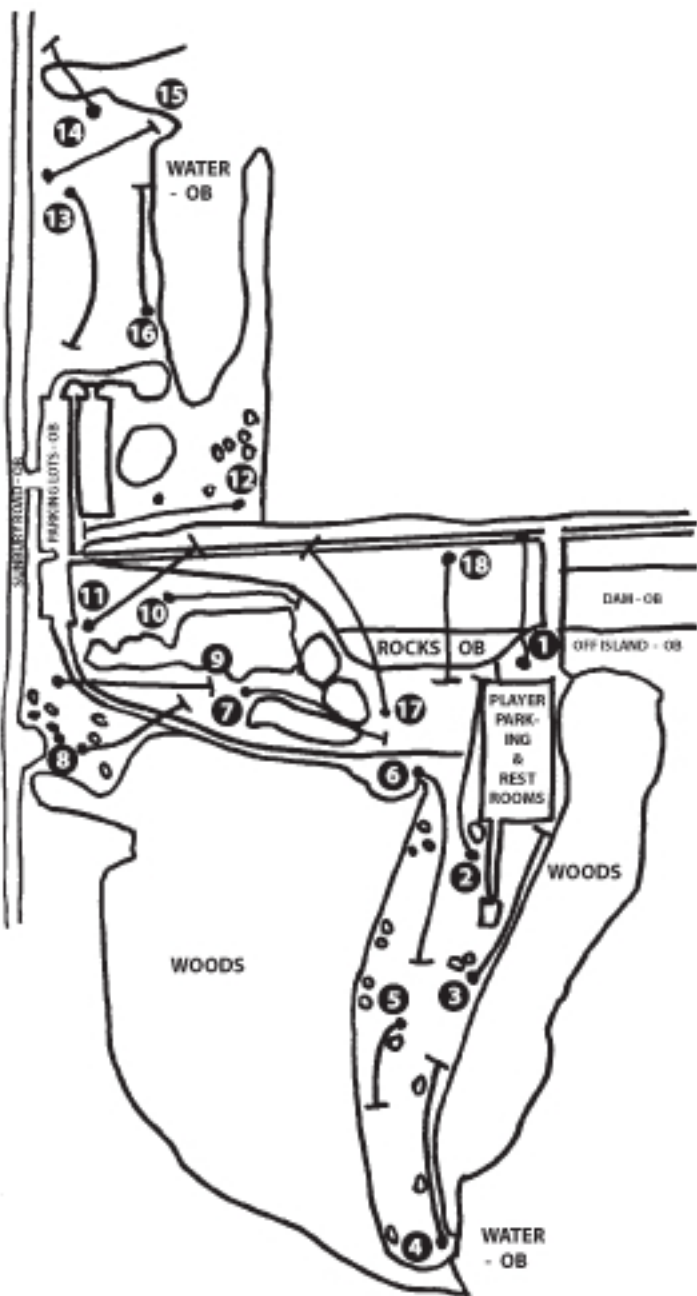 15
14
WATER
- OB
13
16
PARKING LOTS - OB
SUNBURY ROAD - OB
12
18
11
10
DAM - OB
ROCKS OB
1
OFF ISLAND - OB
9
7
17
PLAYER
PARK-
ING
&
REST
ROOMS
8
6
2
WOODS
WOODS
5
3
4
WATER
- OB